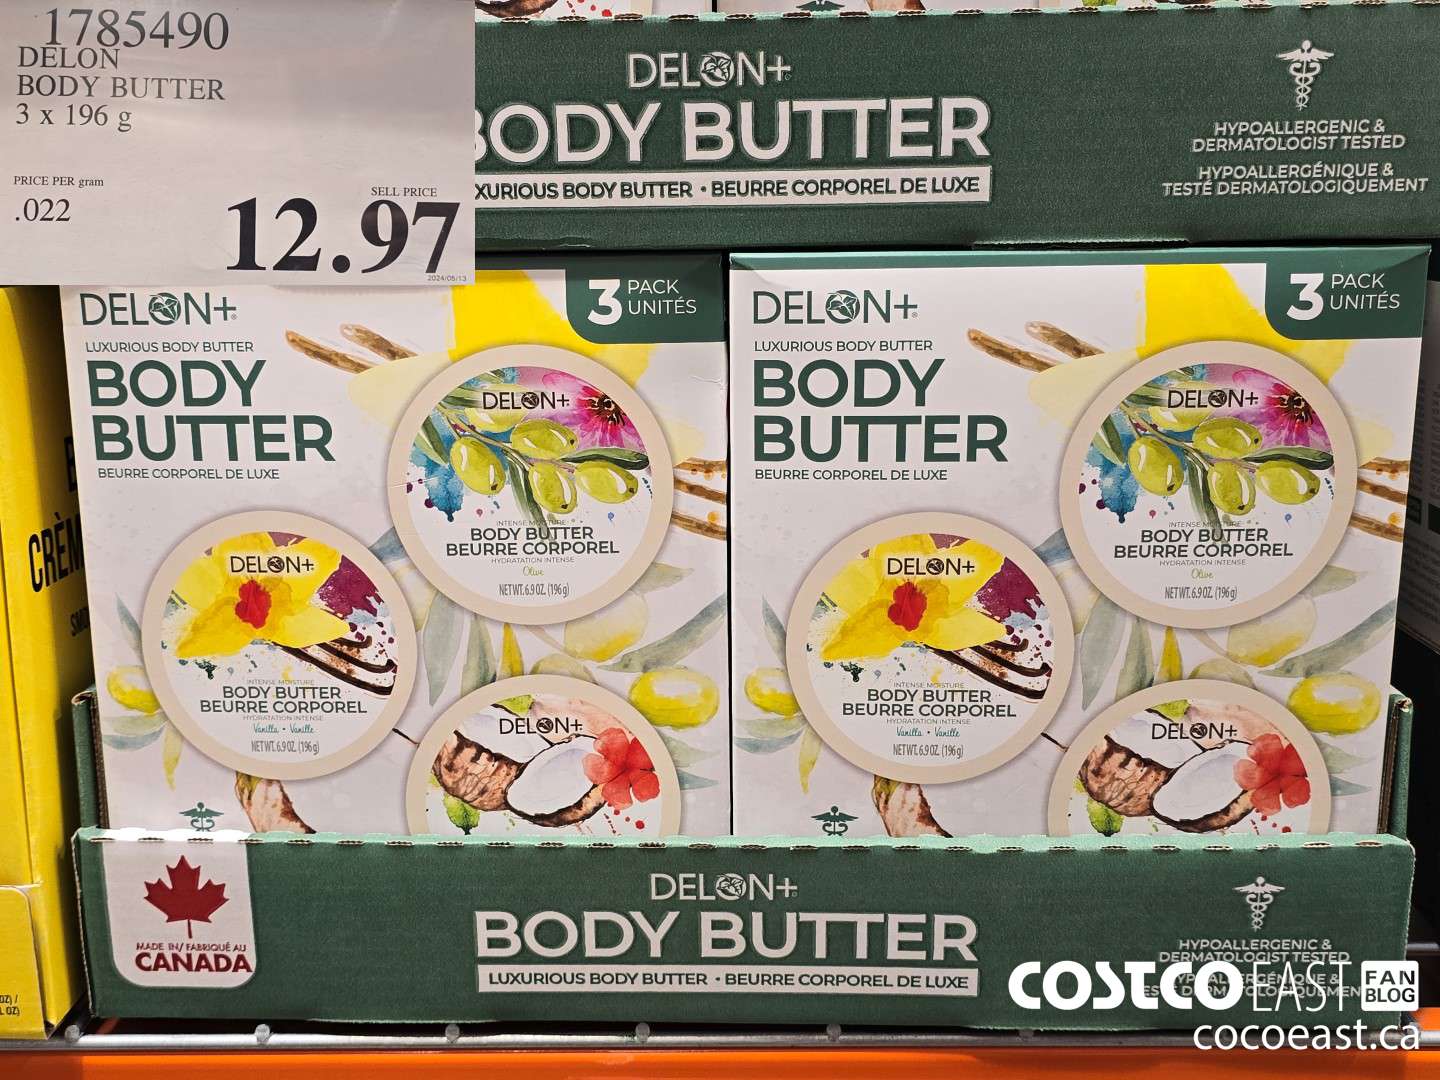 1785490
DELON
BODY BUTTER
3 x 196 g
PRICE PER gram
.022
SELL PRICE
12.97
2024/05/13
DELON+
BODY BUTTER
XURIOUS BODY BUTTER • BEURRE CORPOREL DE LUXE
HYPOALLERGENIC &
DERMATOLOGIST TESTED
HYPOALLERGÉNIQUE &
TESTÉ DERMATOLOGIQUEMENT
DELON+
LUXURIOUS BODY BUTTER
BODY
BUTTER
BEURRE CORPOREL DE LUXE
3 PACK
UNITÉS
DELON+
INTENSE MOISTURE
BODY BUTTER
BEURRE CORPOREL
HYDRATATION INTENSE
Olive
NET WT. 6.9 OZ. (196 g)
DELON+
INTENSE MOISTURE
BODY BUTTER
BEURRE CORPOREL
HYDRATATION INTENSE
Vanilla • Vanille
NET WT. 6.9 OZ. (196 g)
DELON+
DELON+
LUXURIOUS BODY BUTTER
BODY
BUTTER
BEURRE CORPOREL DE LUXE
3 PACK
UNITÉS
DELON+
INTENSE MOISTURE
BODY BUTTER
BEURRE CORPOREL
HYDRATATION INTENSE
Olive
NET WT. 6.9 OZ. (196 g)
DELON+
INTENSE MOISTURE
BODY BUTTER
BEURRE CORPOREL
HYDRATATION INTENSE
Vanilla • Vanille
NET WT. 6.9 OZ. (196 g)
DELON+
CRÈM
MADE IN/ FABRIQUÉ AU
CANADA
DELON+
BODY BUTTER
LUXURIOUS BODY BUTTER • BEURRE CORPOREL DE LUXE
HYPOALLERGENIC &
DERMATOLOGIST TESTED
COSTCO EAST FAN
BLOG
cocoeast.ca